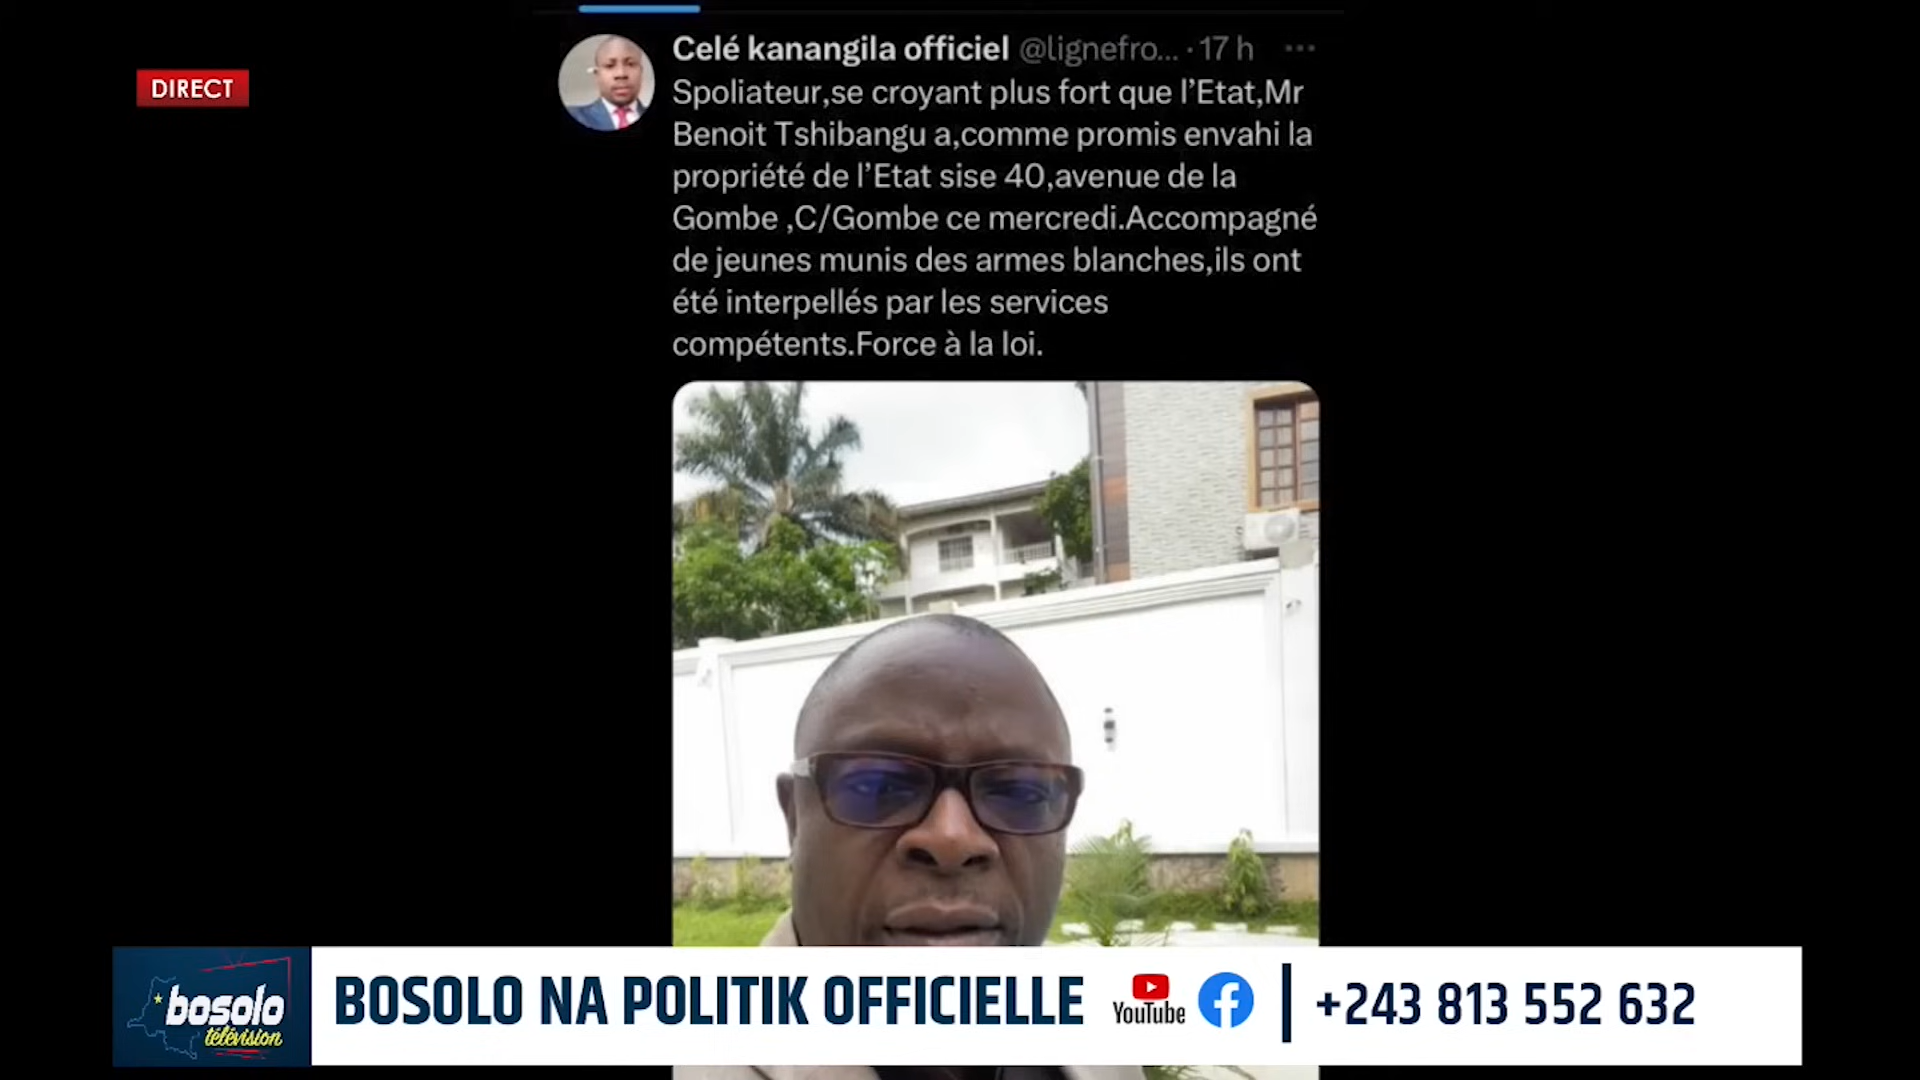 DIRECT
Celé kanangila officiel @lignefro... · 17 h
Spoliateur,se croyant plus fort que l’Etat,Mr
Benoit Tshibangu a,comme promis envahi la
propriété de l’Etat sise 40,avenue de la
Gombe ,C/Gombe ce mercredi.Accompagné
de jeunes munis des armes blanches,ils ont
été interpellés par les services
compétents.Force à la loi.
bosolo
télévision
BOSOLO NA POLITIK OFFICIELLE
YouTube
+243 813 552 632